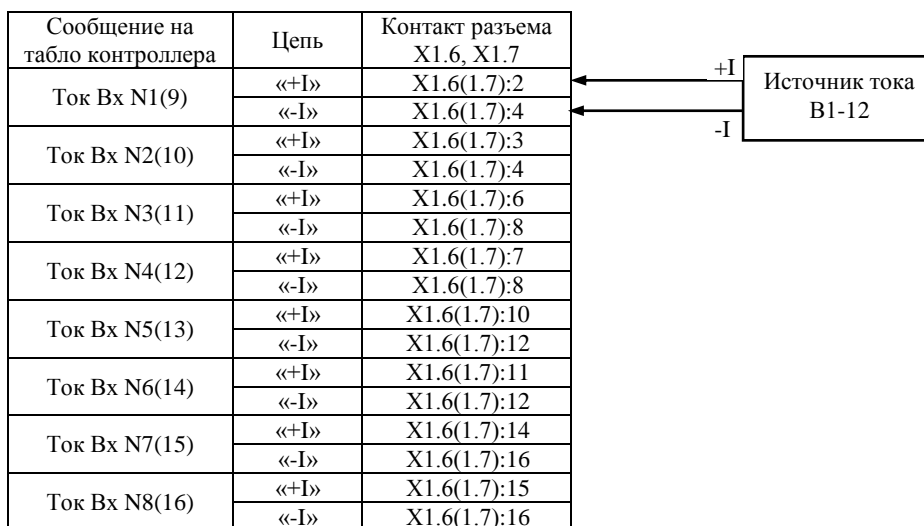 Сообщение на
табло контроллера
Цепь
Контакт разъема
X1.6, X1.7
Ток Вх N1(9)
«+I»
X1.6(1.7):2
«-I»
X1.6(1.7):4
Ток Вх N2(10)
«+I»
X1.6(1.7):3
«-I»
X1.6(1.7):4
Ток Вх N3(11)
«+I»
X1.6(1.7):6
«-I»
X1.6(1.7):8
Ток Вх N4(12)
«+I»
X1.6(1.7):7
«-I»
X1.6(1.7):8
Ток Вх N5(13)
«+I»
X1.6(1.7):10
«-I»
X1.6(1.7):12
Ток Вх N6(14)
«+I»
X1.6(1.7):11
«-I»
X1.6(1.7):12
Ток Вх N7(15)
«+I»
X1.6(1.7):14
«-I»
X1.6(1.7):16
Ток Вх N8(16)
«+I»
X1.6(1.7):15
«-I»
X1.6(1.7):16
+I
-I
Источник тока
В1-12